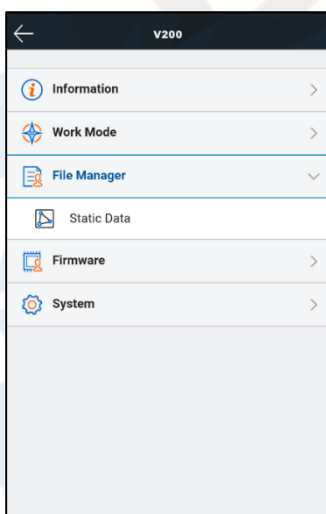 V200
Information
Work Mode
File Manager
Static Data
Firmware
System